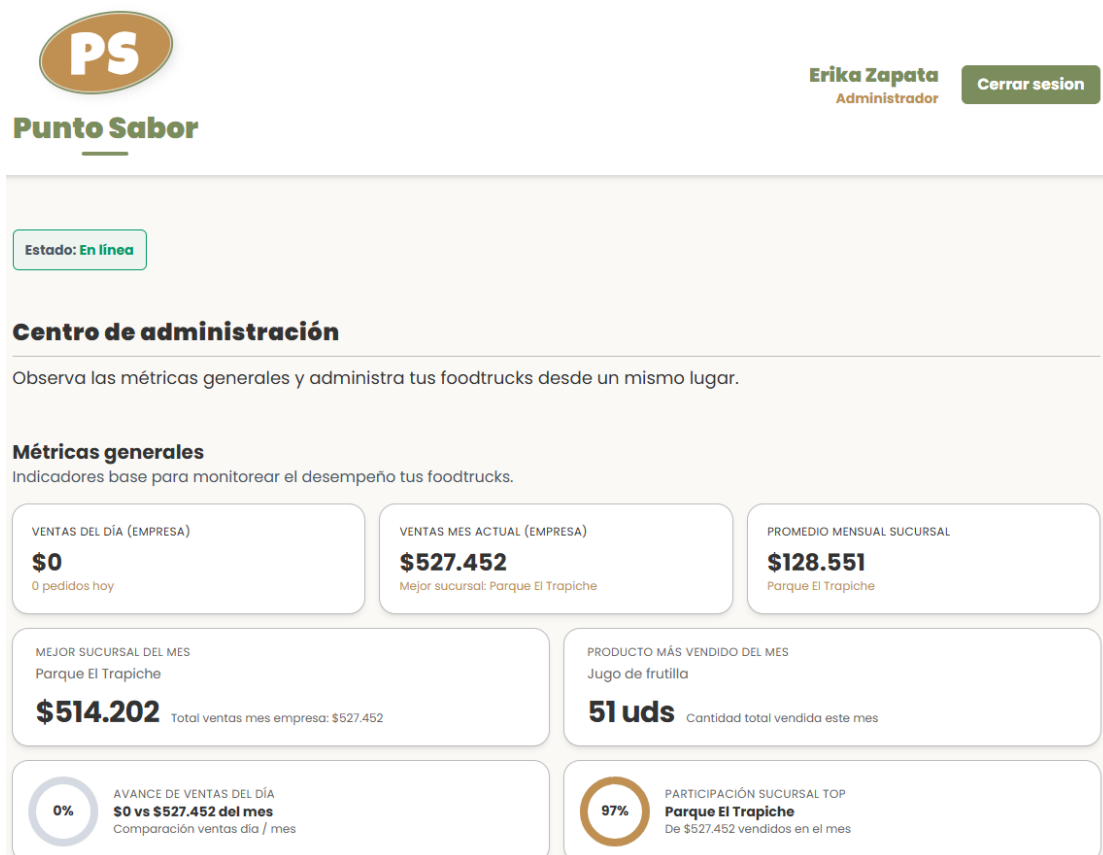 PS
Punto Sabor
Erika Zapata
Administrador
Cerrar sesion
Estado: En línea
Centro de administración
Observa las métricas generales y administra tus foodtrucks desde un mismo lugar.
Métricas generales
Indicadores base para monitorear el desempeño tus foodtrucks.
VENTAS DEL DÍA (EMPRESA)
$0
0 pedidos hoy
VENTAS MES ACTUAL (EMPRESA)
$527.452
Mejor sucursal: Parque El Trapiche
PROMEDIO MENSUAL SUCURSAL
$128.551
Parque El Trapiche
MEJOR SUCURSAL DEL MES
Parque El Trapiche
$514.202 Total ventas mes empresa: $527.452
PRODUCTO MÁS VENDIDO DEL MES
Jugo de frutilla
51 uds Cantidad total vendida este mes
0%
AVANCE DE VENTAS DEL DÍA
$0 vs $527.452 del mes
Comparación ventas día / mes
97%
PARTICIPACIÓN SUCURSAL TOP
Parque El Trapiche
De $527.452 vendidos en el mes